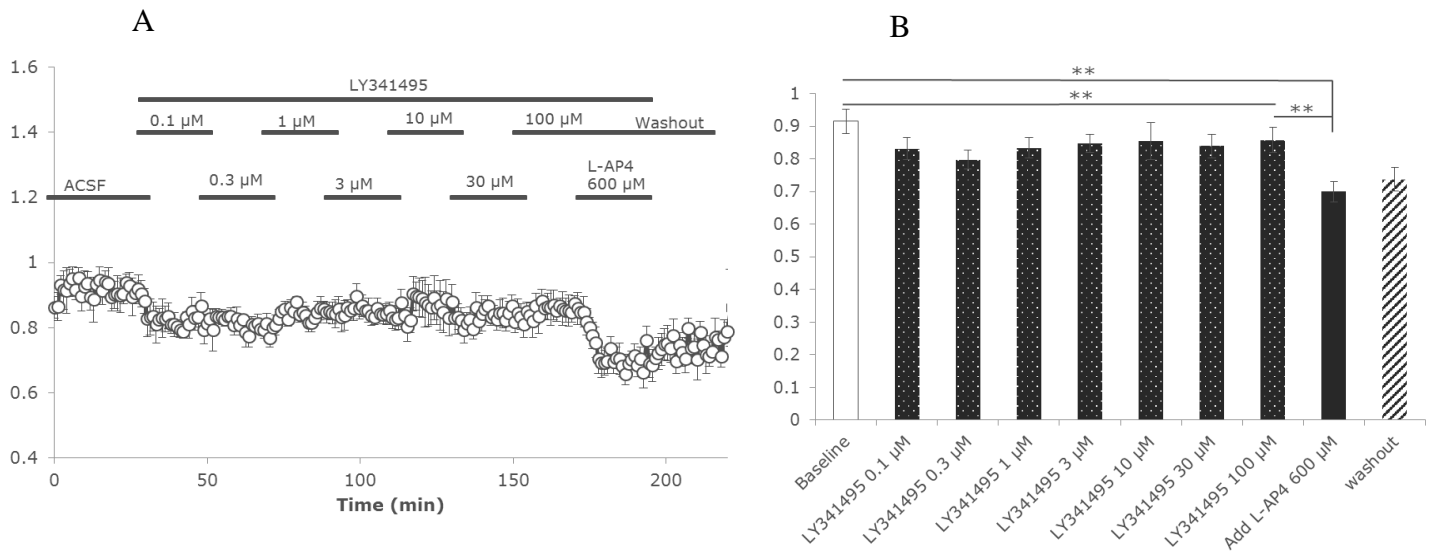 A
1.6
1.4
1.2
1
0.8
0.6
0.4
LY341495
0.1 µM
1 µM
10 µM
100 µM
Washout
ACSF
0.3 µM
3 µM
30 µM
L-AP4
600 µM
0
50
100
150
200
Time (min)
B
**
**
**
1
0.9
0.8
0.7
0.6
0.5
0.4
0.3
0.2
0.1
0
Baseline
LY341495 0.1 µM
LY341495 0.3 µM
LY341495 1 µM
LY341495 3 µM
LY341495 10 µM
LY341495 30 µM
LY341495 100 µM
Add L-AP4 600 µM
washout